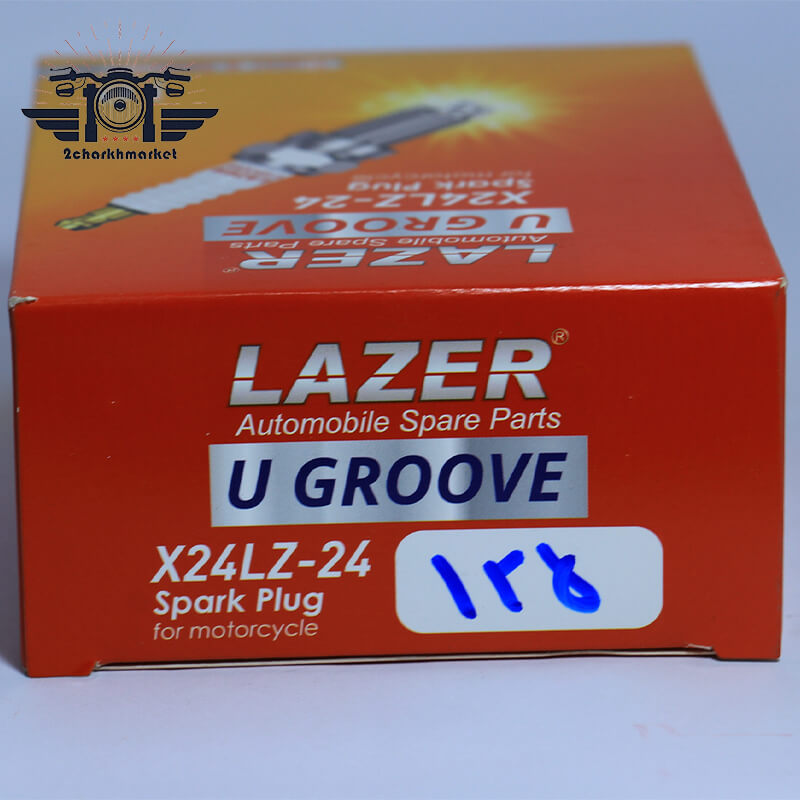 2charkhmarket
LAZER®
Automobile Spare Parts
U GROOVE
X24LZ-24
Spark Plug
for motorcycle
LAZER®
Automobile Spare Parts
U GROOVE
X24LZ-24
Spark Plug
for motorcycle
۱۲۵